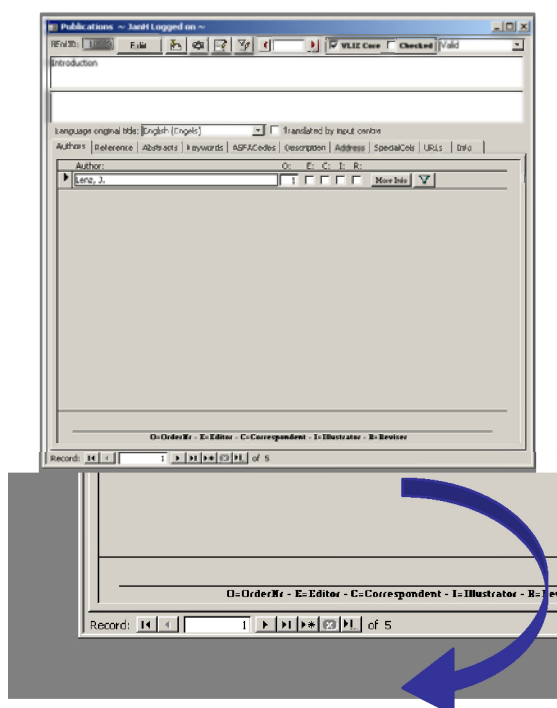 Publications ~ JanH Logged on ~
Edit VLIZ Core Checked Valid
Introduction
Language original title: English (Engels) Translated by input centre
Authors Reference Abstracts Keywords ASFACodes Description Address SpecialCols URLs Info
Author: O: E: C: I: R:
Lenz, J. 1 More Info
O=OrderNr - E=Editor - C=Correspondent - I=Illustrator - R=Reviser
Record: 1 of 5
O=OrderNr - E=Editor - C=Correspondent - I=Illustrator - R=Rev
Record: 1 of 5